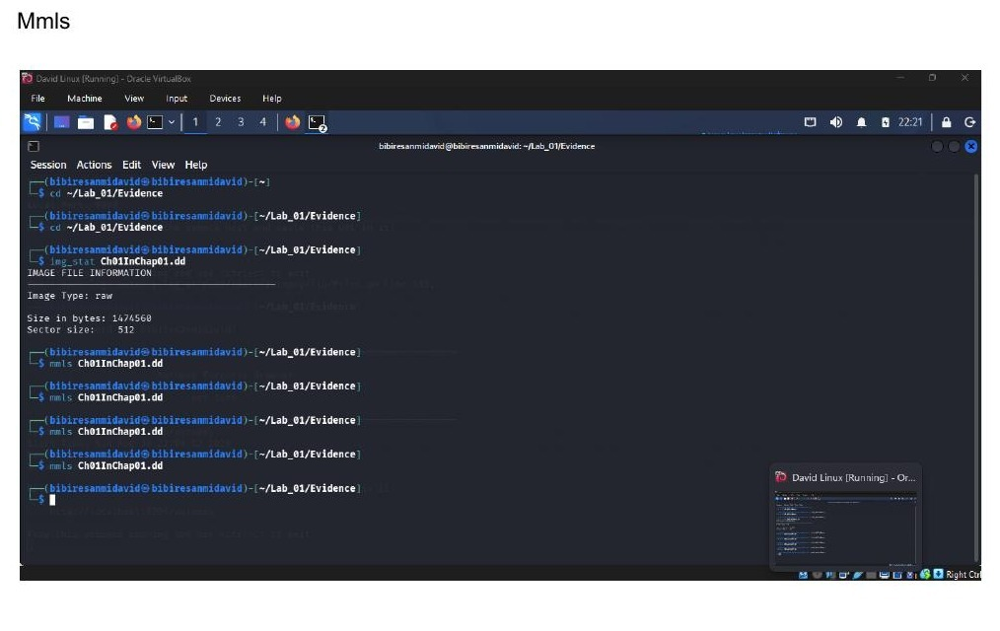 Mmls
David Linux [Running] - Oracle VirtualBox
File Machine View Input Devices Help
1 2 3 4 2 22:21
bibiresanmidavid@bibiresanmidavid: ~/Lab_01/Evidence
Session Actions Edit View Help
(bibiresanmidavid㉿bibiresanmidavid)-[~]
$ cd ~/Lab_01/Evidence
(bibiresanmidavid㉿bibiresanmidavid)-[~/Lab_01/Evidence]
$ cd ~/Lab_01/Evidence
(bibiresanmidavid㉿bibiresanmidavid)-[~/Lab_01/Evidence]
$ img_stat Ch01InChap01.dd
IMAGE FILE INFORMATION
Image Type: raw
Size in bytes: 1474560
Sector size: 512
(bibiresanmidavid㉿bibiresanmidavid)-[~/Lab_01/Evidence]
$ mmls Ch01InChap01.dd
(bibiresanmidavid㉿bibiresanmidavid)-[~/Lab_01/Evidence]
$ mmls Ch01InChap01.dd
(bibiresanmidavid㉿bibiresanmidavid)-[~/Lab_01/Evidence]
$ mmls Ch01InChap01.dd
(bibiresanmidavid㉿bibiresanmidavid)-[~/Lab_01/Evidence]
$ mmls Ch01InChap01.dd
(bibiresanmidavid㉿bibiresanmidavid)-[~/Lab_01/Evidence]
$
David Linux [Running] - Or...
Right Ctrl